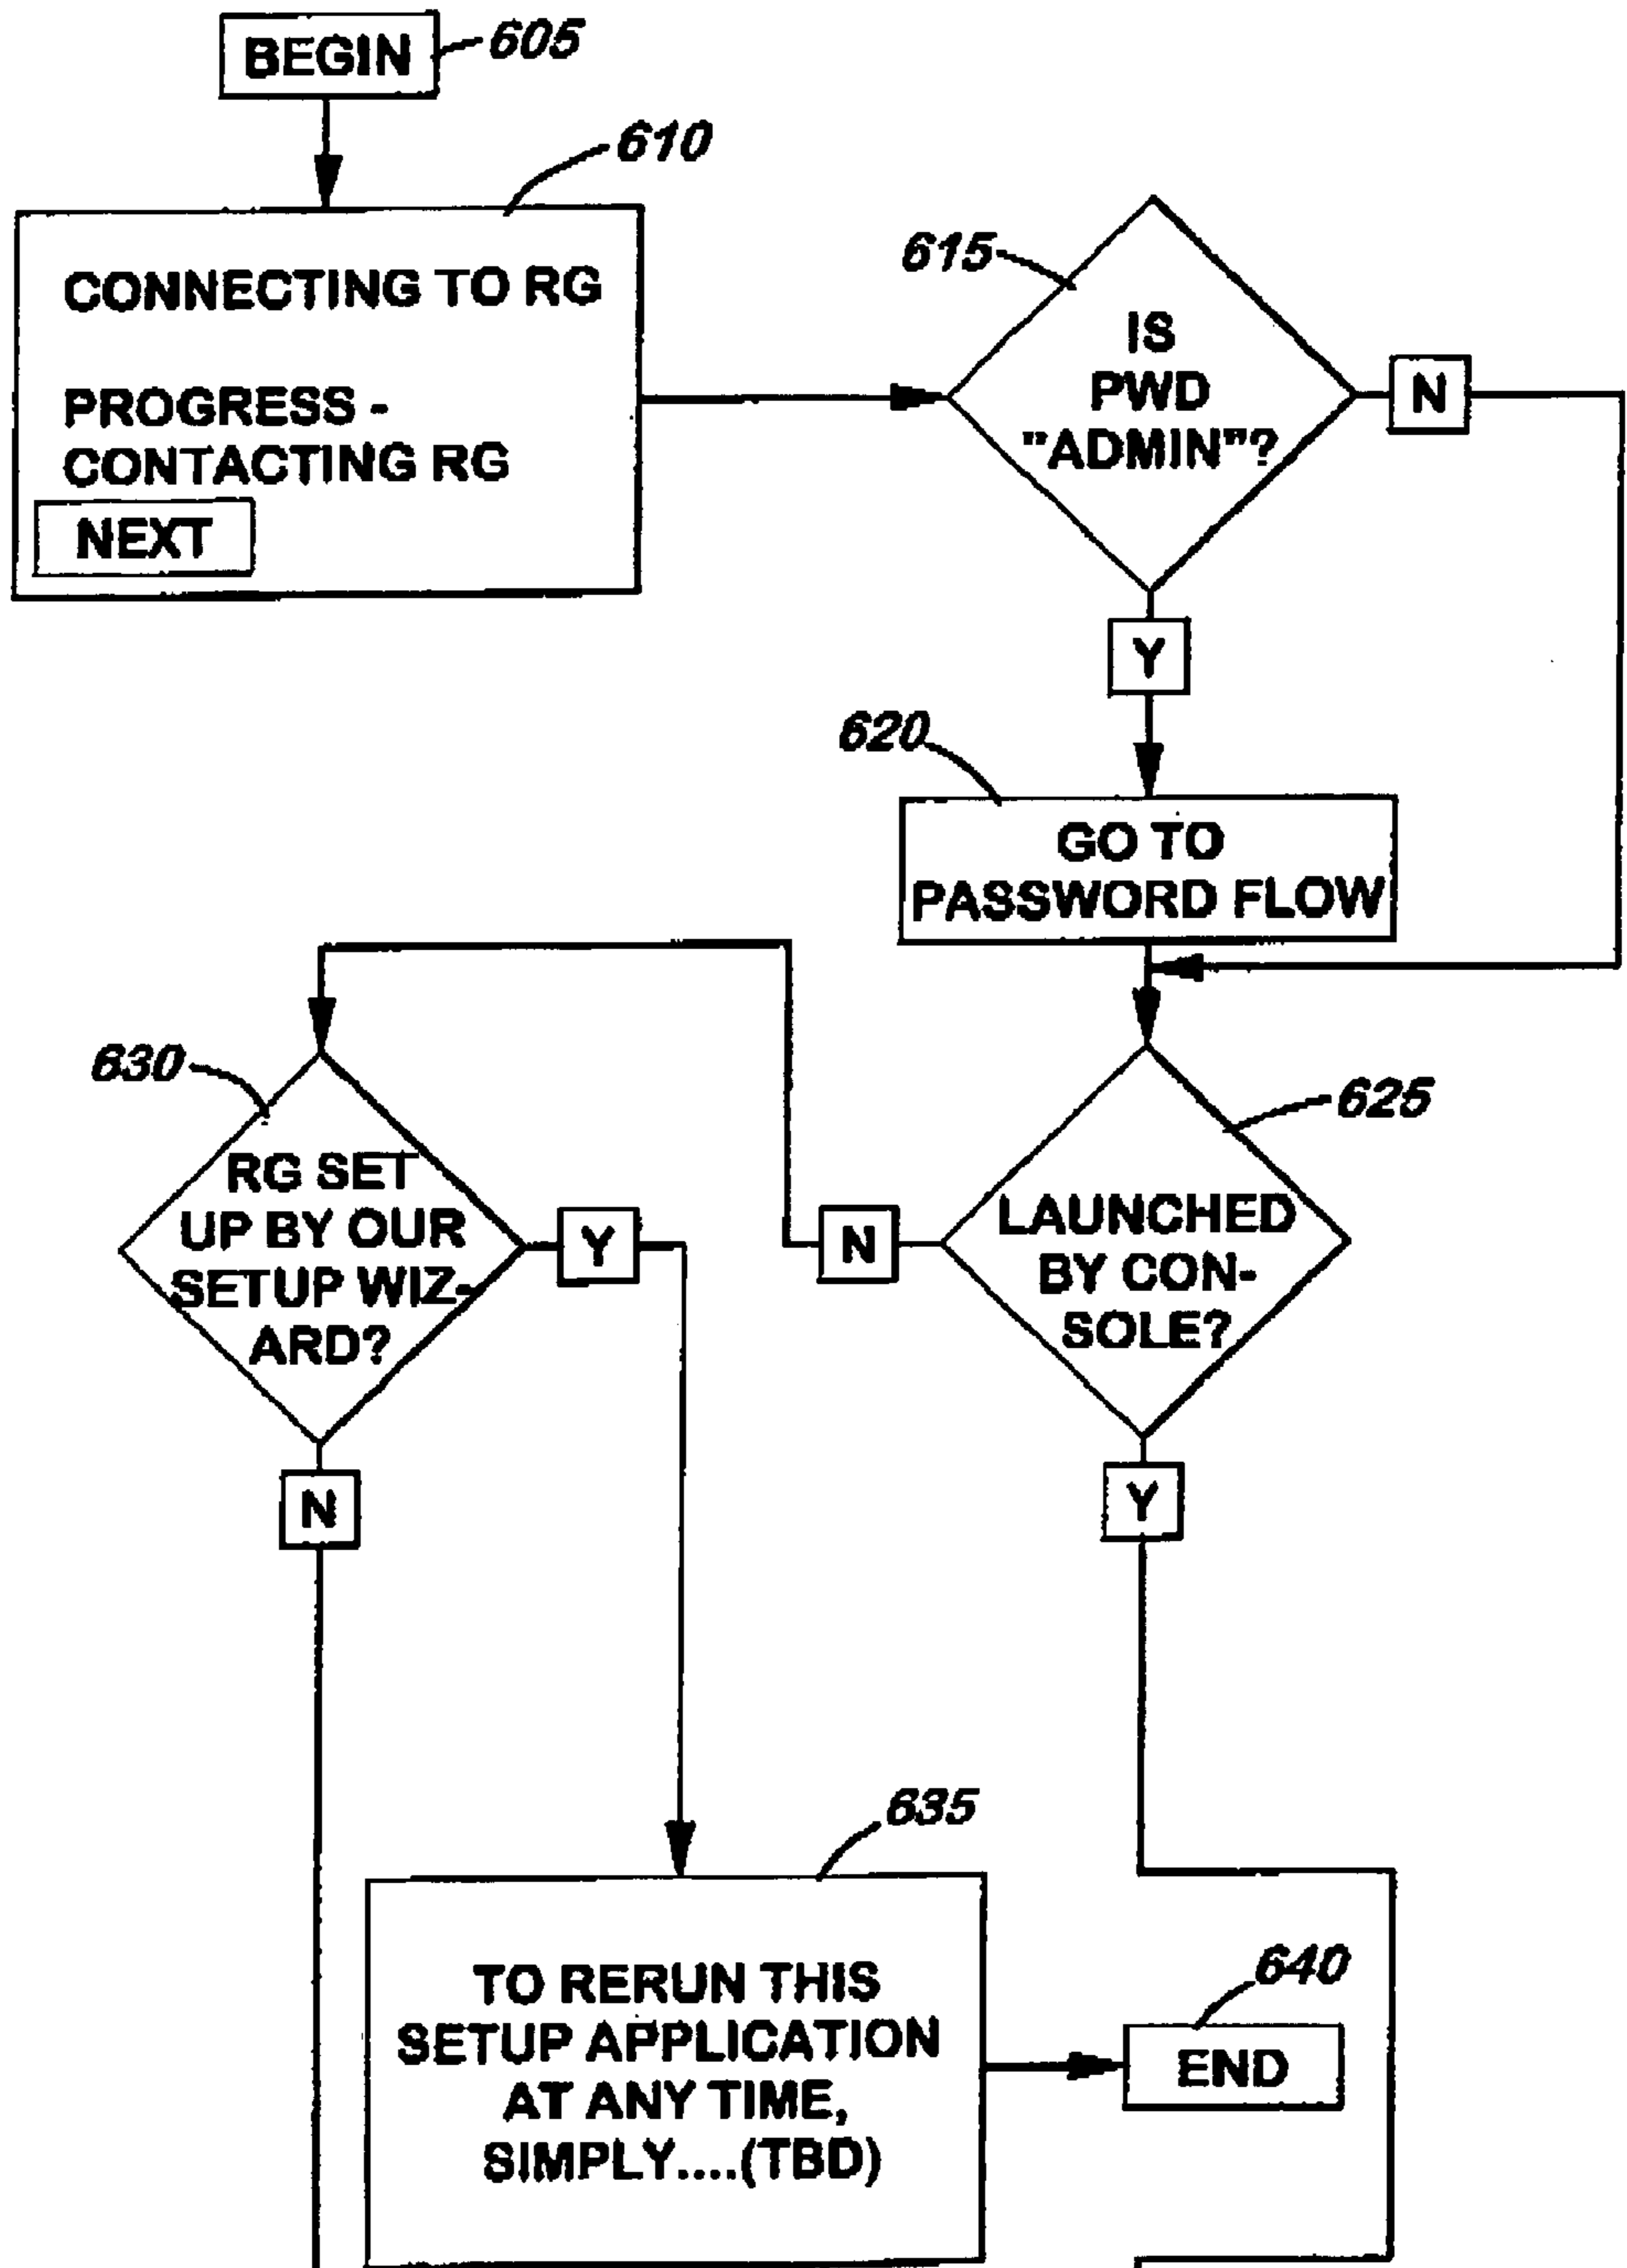 BEGIN
605
610
CONNECTING TO RG
PROGRESS -
CONTACTING RG
NEXT
615
IS
PWD
"ADMIN"?
N
Y
620
GO TO
PASSWORD FLOW
630
RG SET
UP BY OUR
SETUP WIZ-
ARD?
Y
N
625
LAUNCHED
BY CON-
SOLE?
N
Y
635
TO RERUN THIS
SETUP APPLICATION
AT ANY TIME,
SIMPLY....(TBD)
640
END